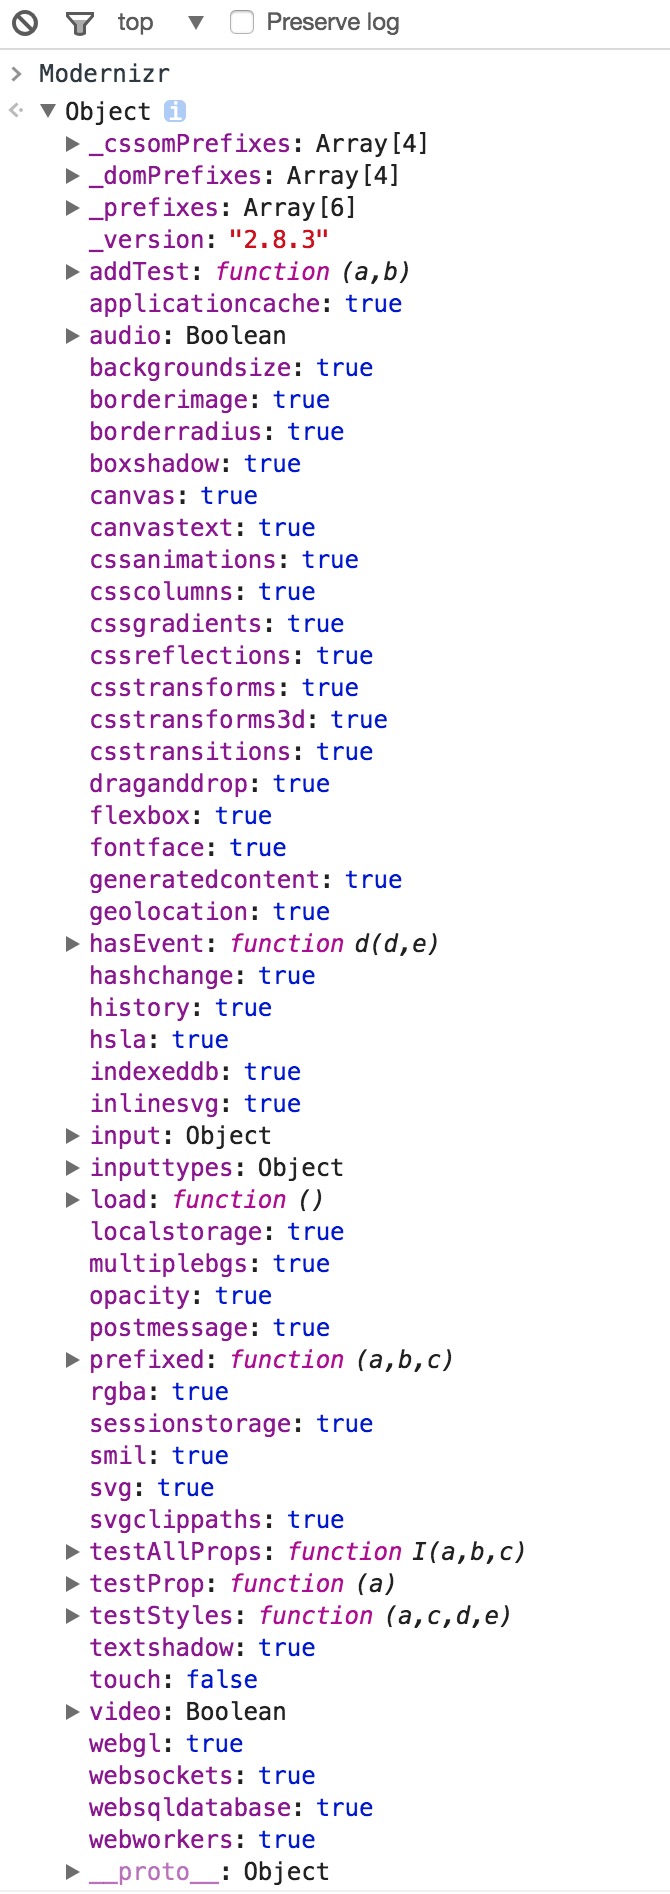 top Preserve log
Modernizr
Object i
_cssomPrefixes: Array[4]
_domPrefixes: Array[4]
_prefixes: Array[6]
_version: "2.8.3"
addTest: function (a,b)
applicationcache: true
audio: Boolean
backgroundsize: true
borderimage: true
borderradius: true
boxshadow: true
canvas: true
canvastext: true
cssanimations: true
csscolumns: true
cssgradients: true
cssreflections: true
csstransforms: true
csstransforms3d: true
csstransitions: true
draganddrop: true
flexbox: true
fontface: true
generatedcontent: true
geolocation: true
hasEvent: function d(d,e)
hashchange: true
history: true
hsla: true
indexeddb: true
inlinesvg: true
input: Object
inputtypes: Object
load: function ()
localstorage: true
multiplebgs: true
opacity: true
postmessage: true
prefixed: function (a,b,c)
rgba: true
sessionstorage: true
smil: true
svg: true
svgclippaths: true
testAllProps: function I(a,b,c)
testProp: function (a)
testStyles: function (a,c,d,e)
textshadow: true
touch: false
video: Boolean
webgl: true
websockets: true
websqldatabase: true
webworkers: true
__proto__: Object